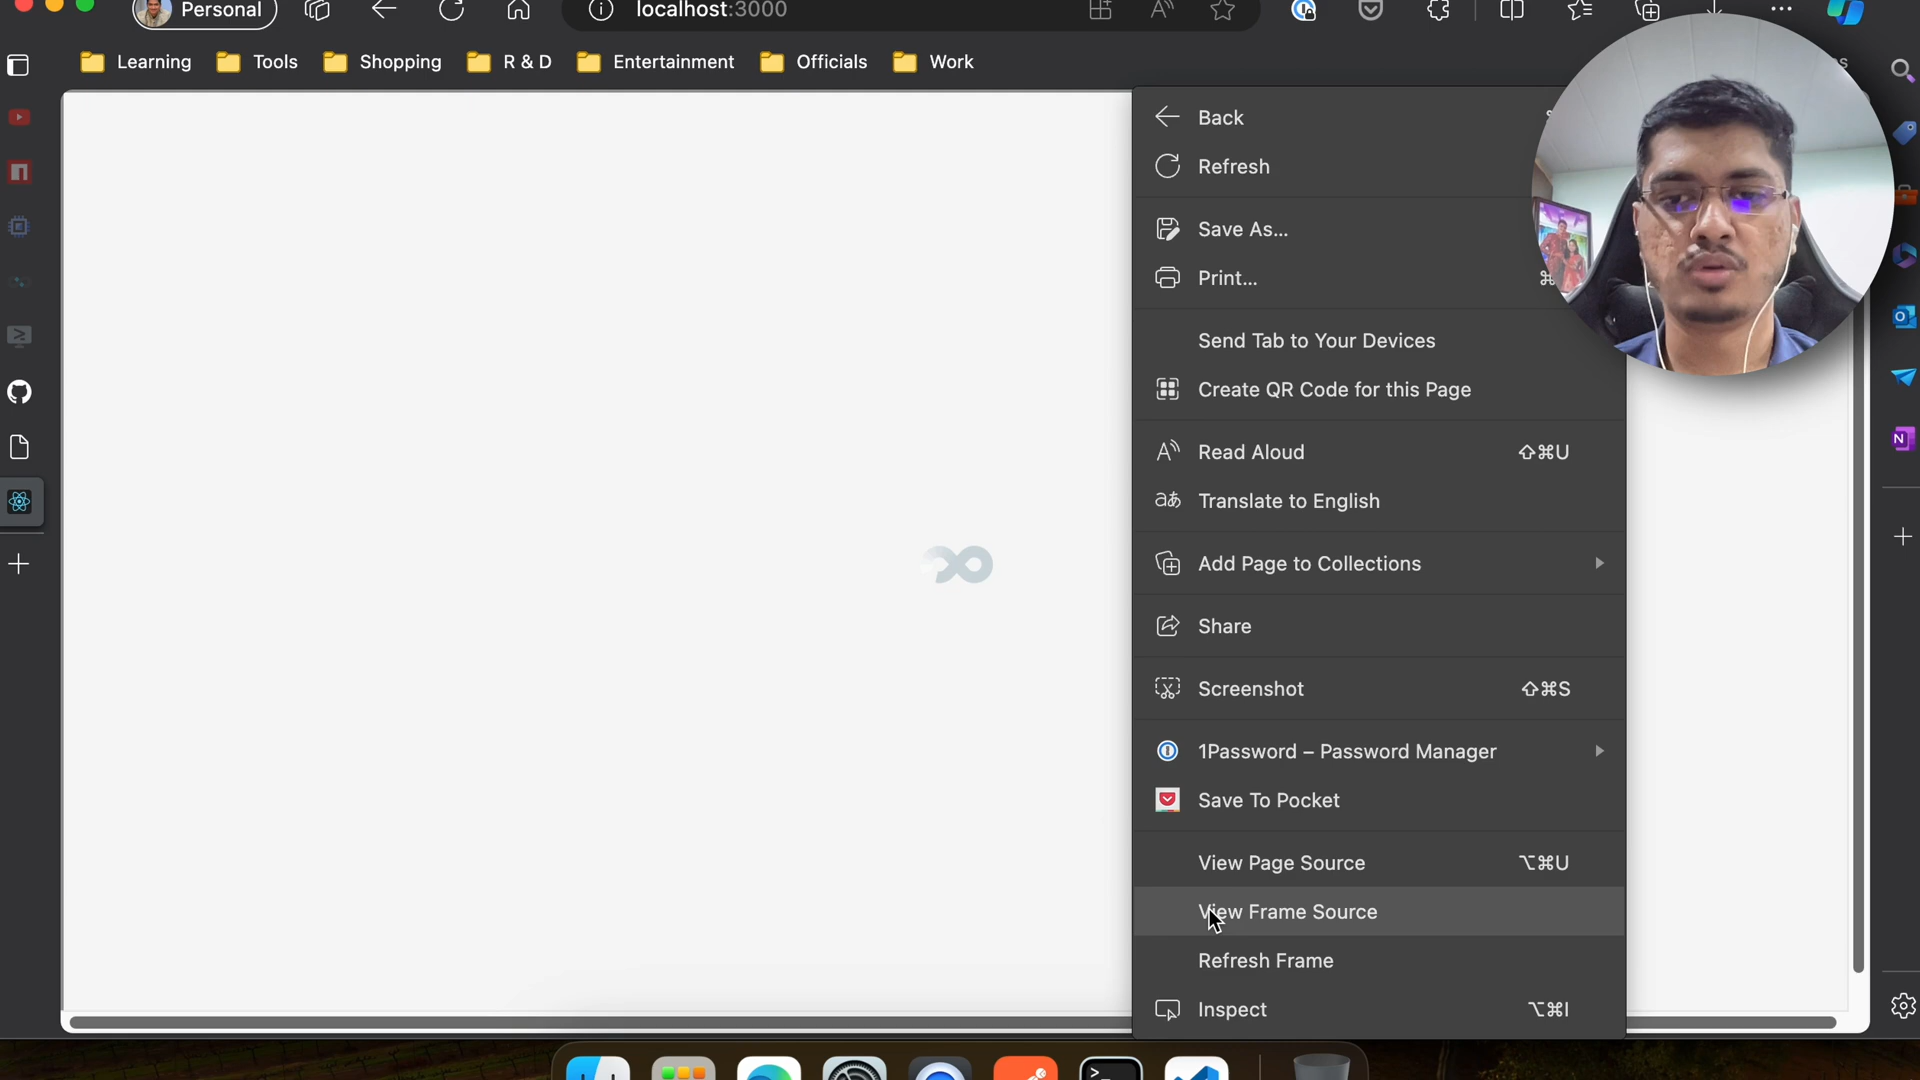 Personal
localhost:3000
Learning
Tools
Shopping
R & D
Entertainment
Officials
Work
Back
Refresh
Save As...
Print...
⌘
Send Tab to Your Devices
Create QR Code for this Page
Read Aloud ⇧⌘U
Translate to English
Add Page to Collections
Share
Screenshot ⇧⌘S
1Password – Password Manager
Save To Pocket
View Page Source ⌥⌘U
View Frame Source
Refresh Frame
Inspect ⌥⌘I